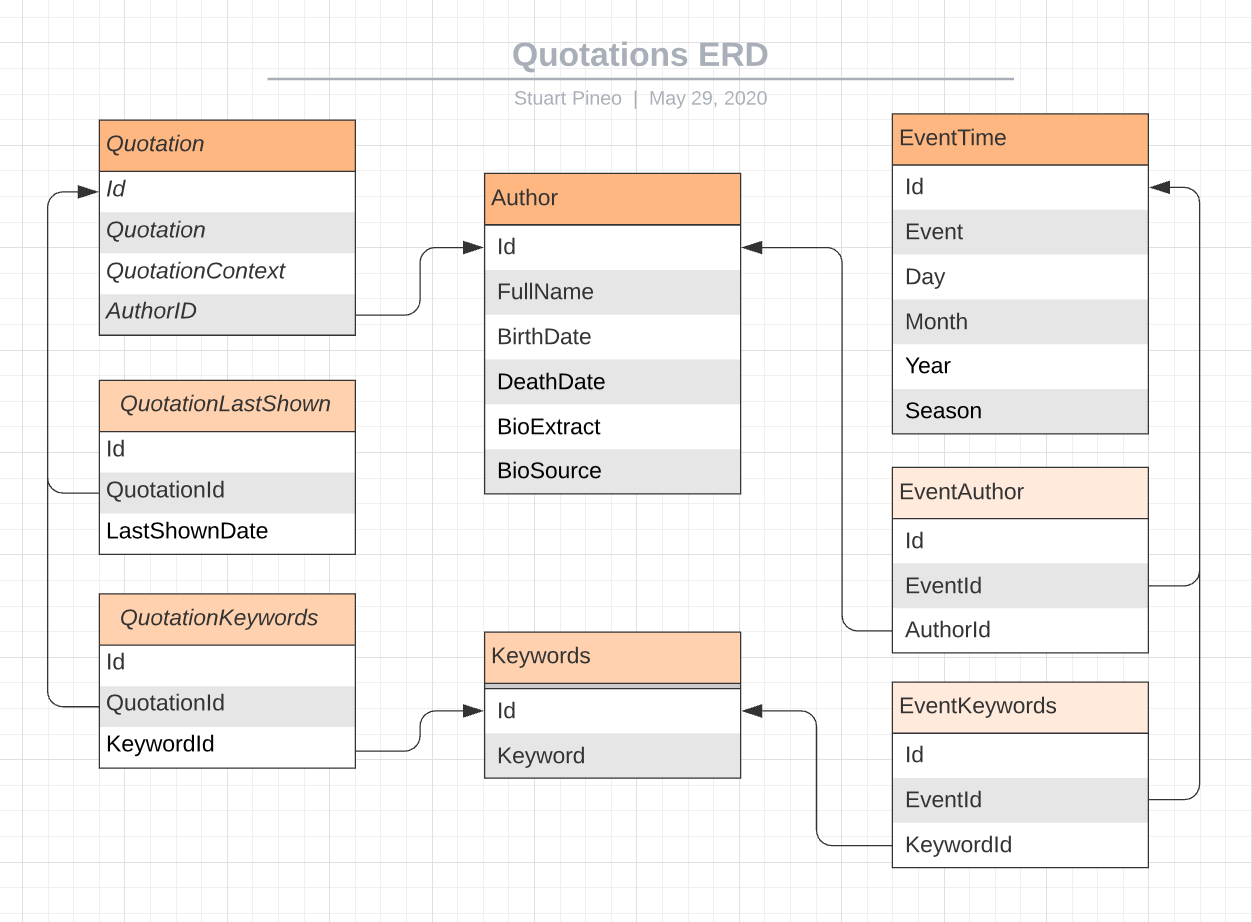 Quotations ERD
Stuart Pineo | May 29, 2020
Quotation
Id
Quotation
QuotationContext
AuthorID
QuotationLastShown
Id
QuotationId
LastShownDate
QuotationKeywords
Id
QuotationId
KeywordId
Author
Id
FullName
BirthDate
DeathDate
BioExtract
BioSource
Keywords
Id
Keyword
EventTime
Id
Event
Day
Month
Year
Season
EventAuthor
Id
EventId
AuthorId
EventKeywords
Id
EventId
KeywordId